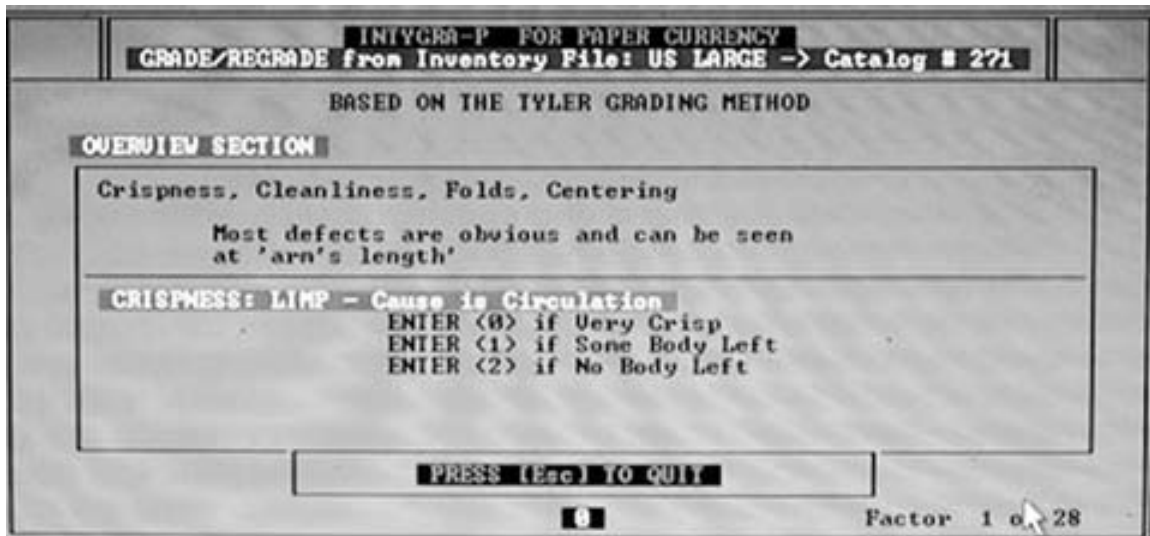 INTYGRA-P FOR PAPER CURRENCY
GRADE/REGRADE from Inventory File: US LARGE -> Catalog # 271
BASED ON THE TYLER GRADING METHOD
OVERVIEW SECTION
Crispness, Cleanliness, Folds, Centering
Most defects are obvious and can be seen
at 'arm's length'
CRISPNESS: LIMP - Cause is Circulation
ENTER <0> if Very Crisp
ENTER <1> if Some Body Left
ENTER <2> if No Body Left
PRESS [Esc] TO QUIT
0
Factor 1 of 28